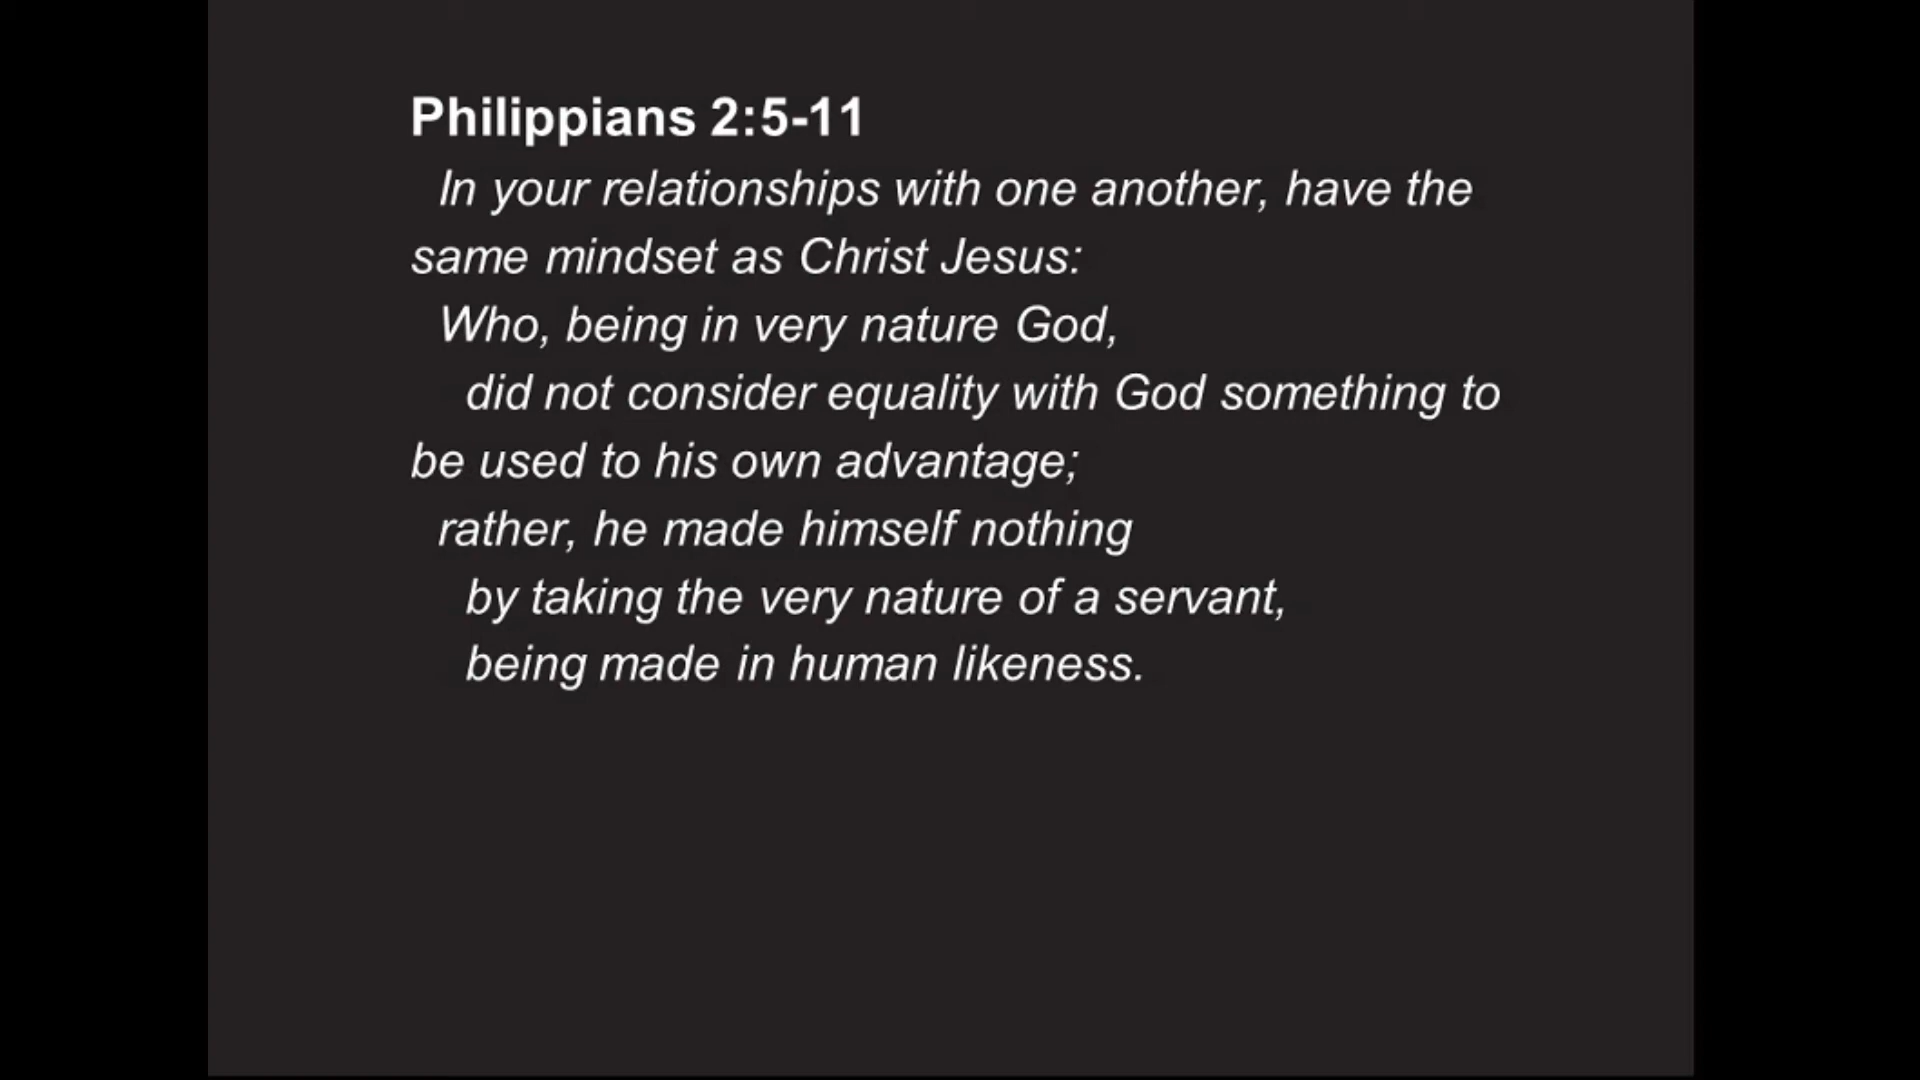 Philippians 2:5-11
In your relationships with one another, have the
same mindset as Christ Jesus:
Who, being in very nature God,
did not consider equality with God something to
be used to his own advantage;
rather, he made himself nothing
by taking the very nature of a servant,
being made in human likeness.